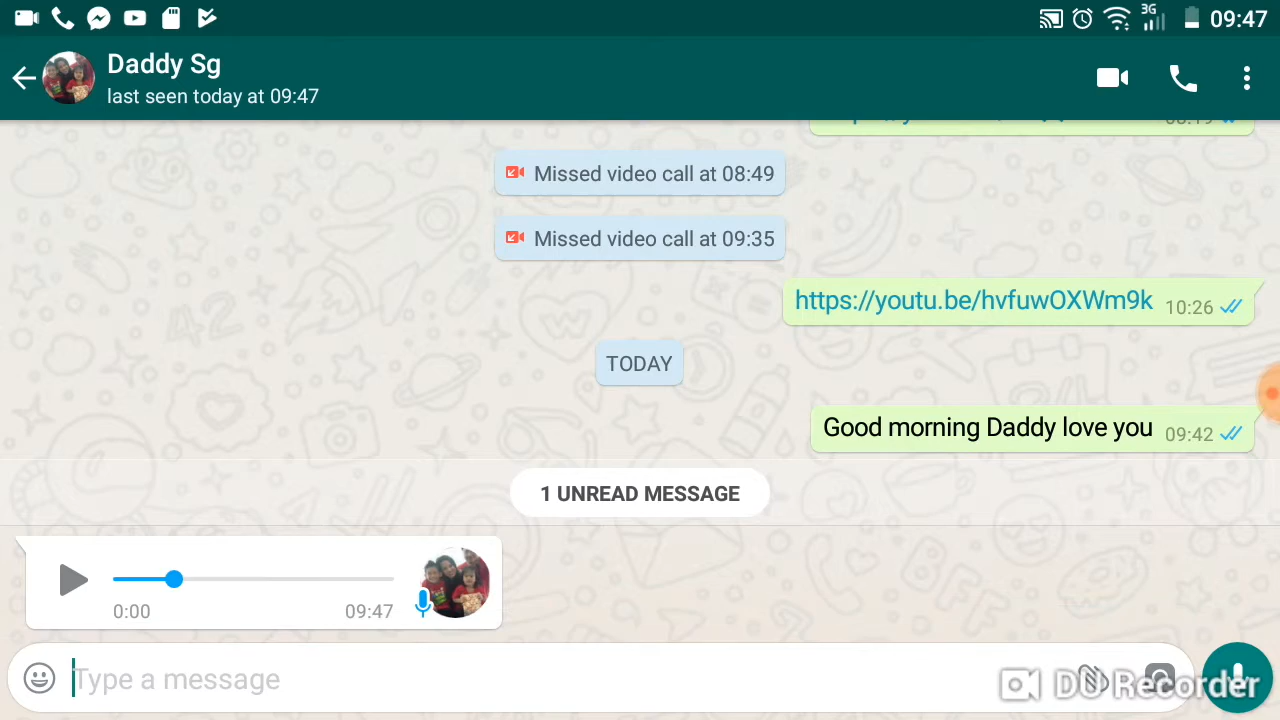 3G
09:47
Daddy Sg
last seen today at 09:47
Missed video call at 08:49
Missed video call at 09:35
https://youtu.be/hvfuwOXWm9k 10:26
TODAY
Good morning Daddy love you 09:42
1 UNREAD MESSAGE
0:00 09:47
Type a message
DU Recorder